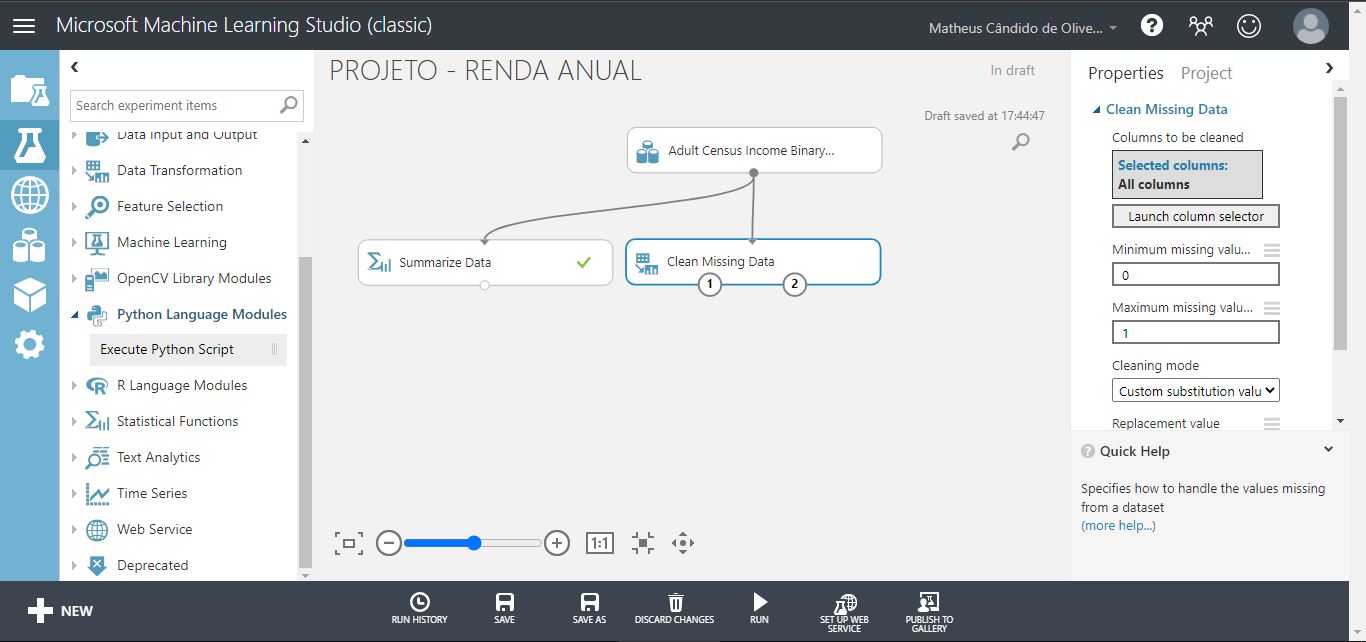 Microsoft Machine Learning Studio (classic)
Matheus Cândido de Olive...
?
Search experiment items
Data Input and Output
Data Transformation
Feature Selection
Machine Learning
OpenCV Library Modules
Python Language Modules
Execute Python Script
R Language Modules
Statistical Functions
Text Analytics
Time Series
Web Service
Deprecated
PROJETO - RENDA ANUAL
In draft
Draft saved at 17:44:47
Adult Census Income Binary...
Summarize Data
Clean Missing Data
1
2
1:1
Properties
Project
Clean Missing Data
Columns to be cleaned
Selected columns:
All columns
Launch column selector
Minimum missing valu...
0
Maximum missing valu...
1
Cleaning mode
Custom substitution valu
Replacement value
? Quick Help
Specifies how to handle the values missing
from a dataset
(more help...)
NEW
RUN HISTORY
SAVE
SAVE AS
DISCARD CHANGES
RUN
SET UP WEB
SERVICE
PUBLISH TO
GALLERY